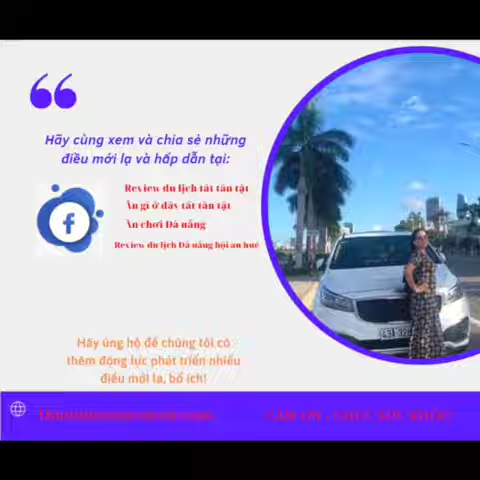 Hãy cùng xem và chia sẻ những
điều mới lạ và hấp dẫn tại:
Review du lịch tất tần tật
Ăn gì ở đây tất tần tật
Ăn chơi Đà nẵng
Review du lịch Đà nẵng hội an huế
Hãy ủng hộ để chúng tôi có
thêm động lực phát triển nhiều
điều mới lạ, bổ ích!